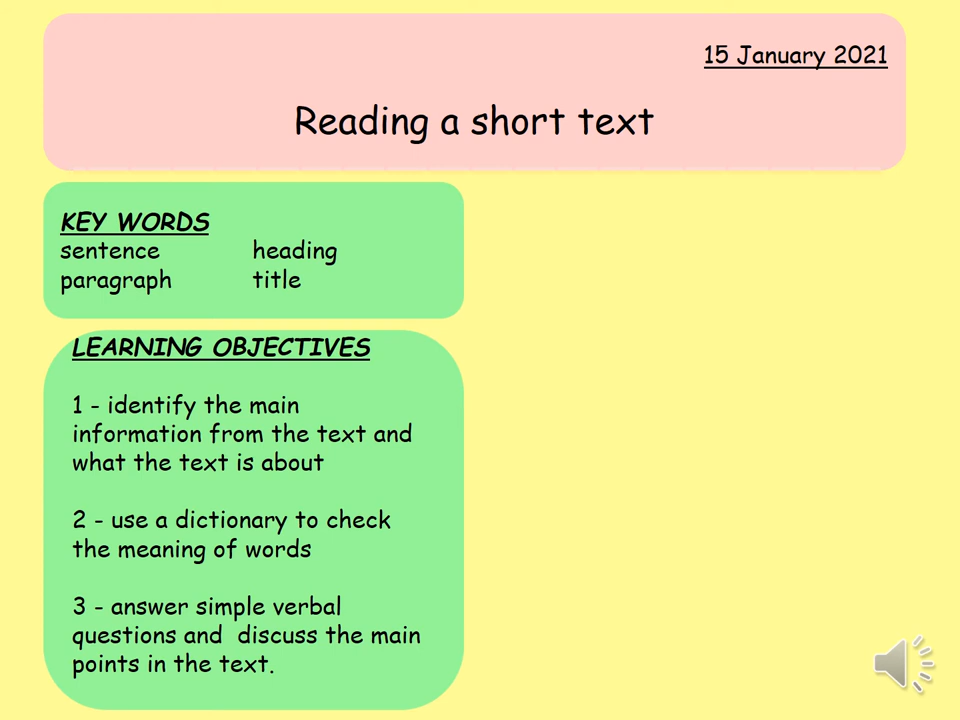 15 January 2021
Reading a short text
KEY WORDS
sentence heading
paragraph title
LEARNING OBJECTIVES
1 - identify the main
information from the text and
what the text is about
2 - use a dictionary to check
the meaning of words
3 - answer simple verbal
questions and  discuss the main
points in the text.